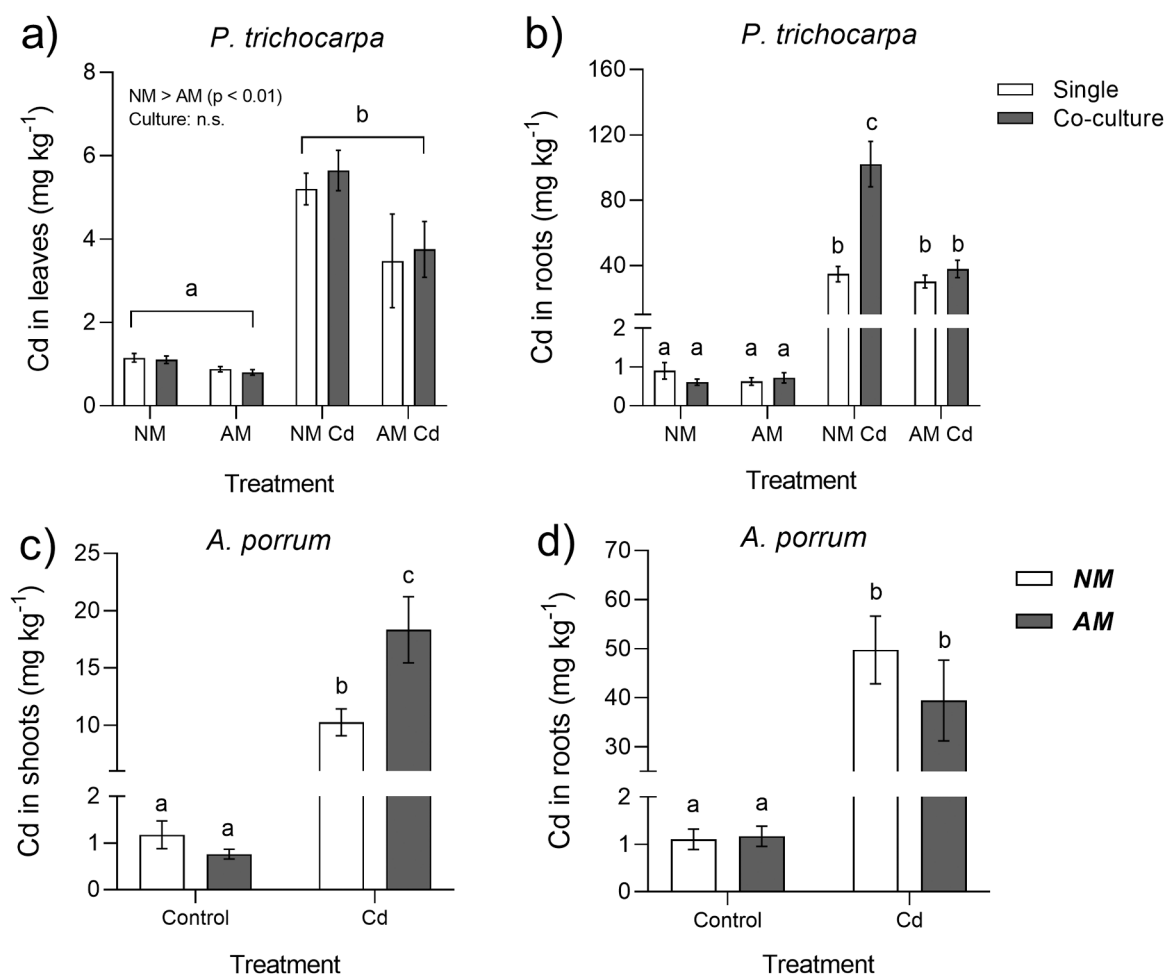 a)
P. trichocarpa
NM > AM (p < 0.01)
Culture: n.s.
Cd in leaves (mg kg-1)
8
6
4
2
0
a
b
NM
AM
NM Cd
AM Cd
Treatment
b)
P. trichocarpa
Cd in roots (mg kg-1)
160
120
80
40
2
1
0
a
a
a
a
b
c
b
b
NM
AM
NM Cd
AM Cd
Treatment
Single
Co-culture
c)
A. porrum
Cd in shoots (mg kg-1)
25
20
15
10
2
1
0
a
a
b
c
Control
Cd
Treatment
d)
A. porrum
Cd in roots (mg kg-1)
70
60
50
40
30
2
1
0
a
a
b
b
Control
Cd
Treatment
NM
AM